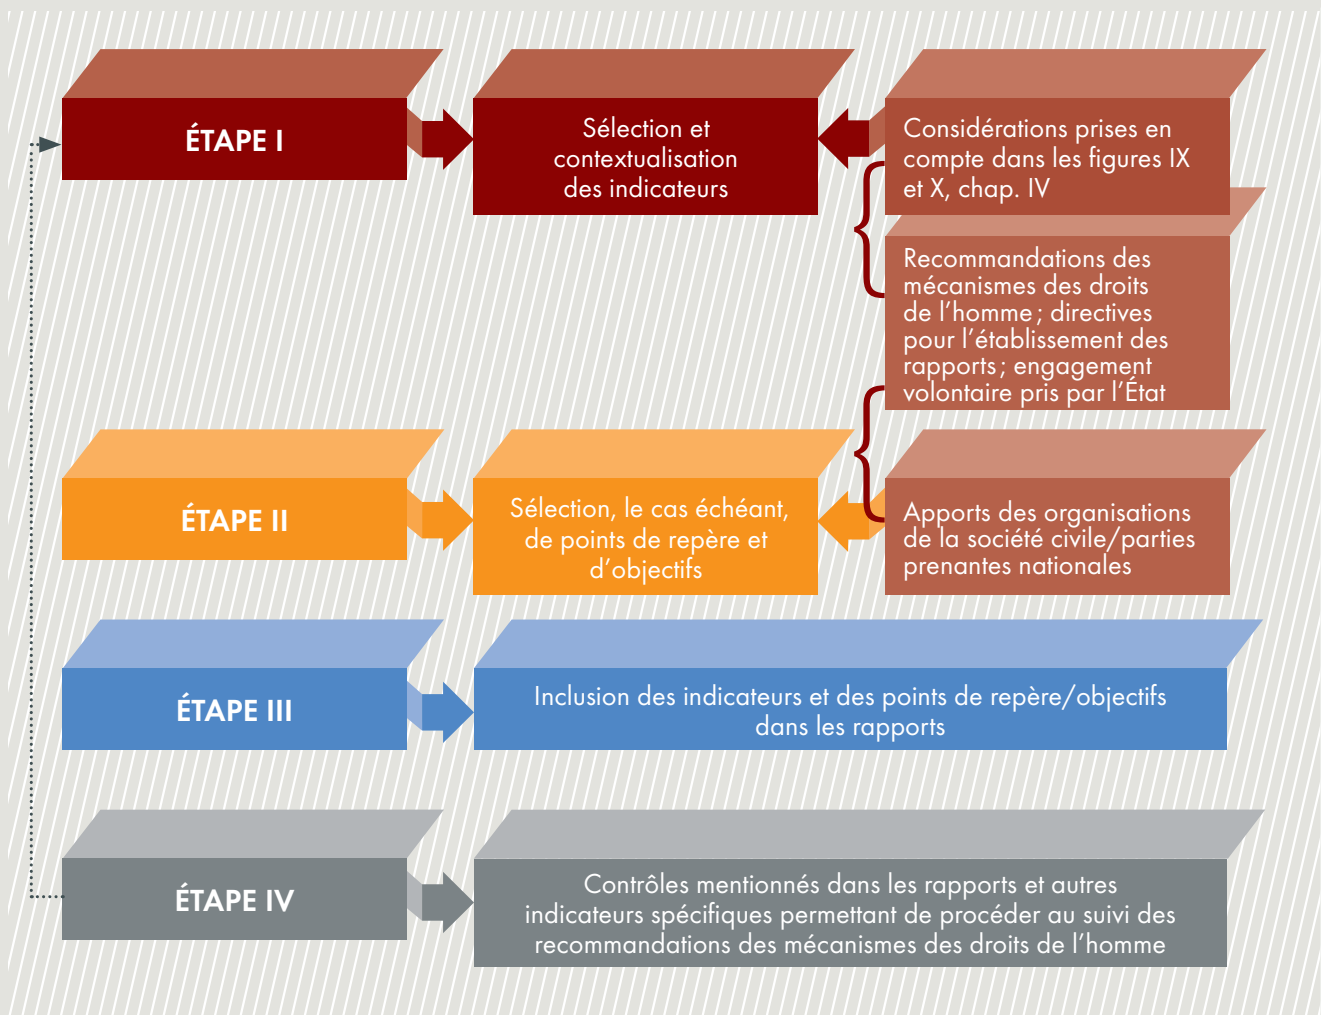 ÉTAPE I
Sélection et
contextualisation
des indicateurs
Considérations prises en
compte dans les figures IX
et X, chap. IV
Recommandations des
mécanismes des droits
de l’homme ; directives
pour l’établissement des
rapports ; engagement
volontaire pris par l’État
ÉTAPE II
Sélection, le cas échéant,
de points de repère et
d’objectifs
Apports des organisations
de la société civile/parties
prenantes nationales
ÉTAPE III
Inclusion des indicateurs et des points de repère/objectifs
dans les rapports
ÉTAPE IV
Contrôles mentionnés dans les rapports et autres
indicateurs spécifiques permettant de procéder au suivi des
recommandations des mécanismes des droits de l’homme